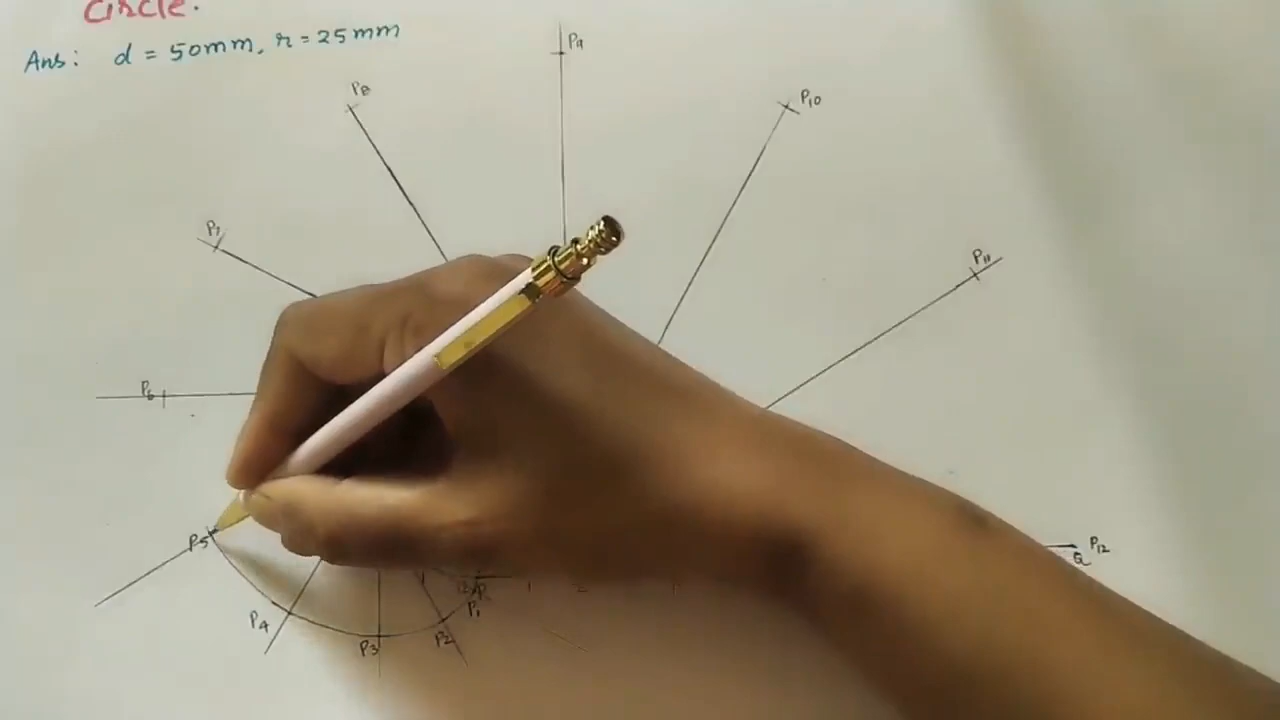 Circle.
Ans: d = 50mm, r = 25mm
P9
P8
P10
P7
P11
P6
P5
P12
Q
P1
P4
P2
P3